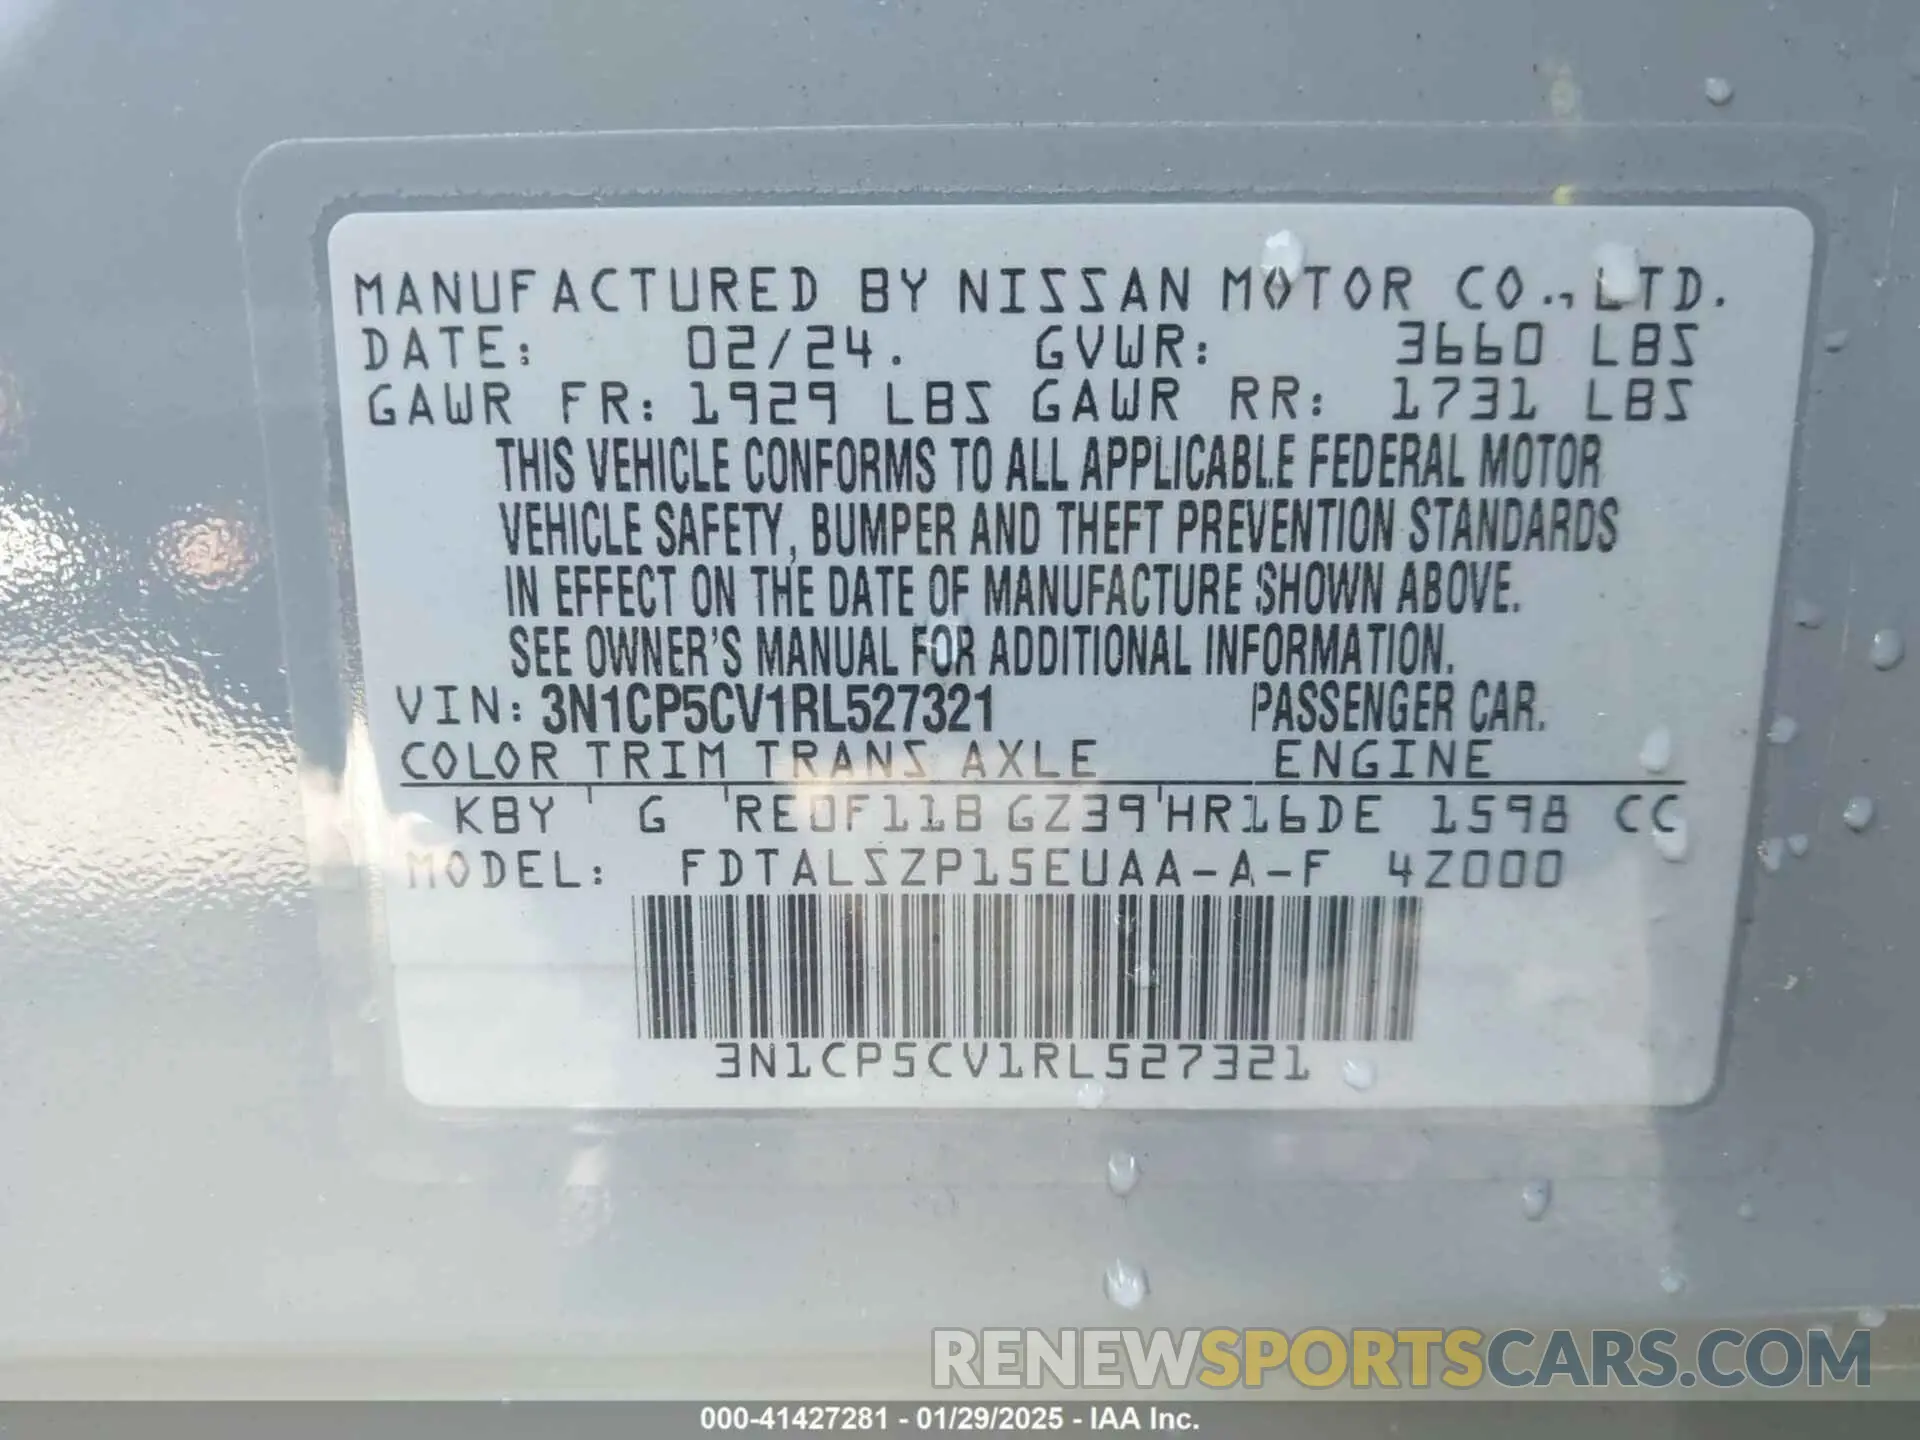 MANUFACTURED BY NISSAN MOTOR CO., LTD.
DATE: 02/24. GVWR: 3660 LBS
GAWR FR: 1929 LBS GAWR RR: 1731 LBS
THIS VEHICLE CONFORMS TO ALL APPLICABLE FEDERAL MOTOR
VEHICLE SAFETY, BUMPER AND THEFT PREVENTION STANDARDS
IN EFFECT ON THE DATE OF MANUFACTURE SHOWN ABOVE.
SEE OWNER'S MANUAL FOR ADDITIONAL INFORMATION.
VIN: 3N1CP5CV1RL527321 PASSENGER CAR.
COLOR TRIM TRANS AXLE ENGINE
KBY ' G ' RE0F11B GZ39 ' HR16DE 1598 CC
MODEL: FDTALSZP15EUAA-A-F 4Z000
3N1CP5CV1RL527321
RENEWSPORTSCARS.COM
000-41427281 - 01/29/2025 - IAA Inc.